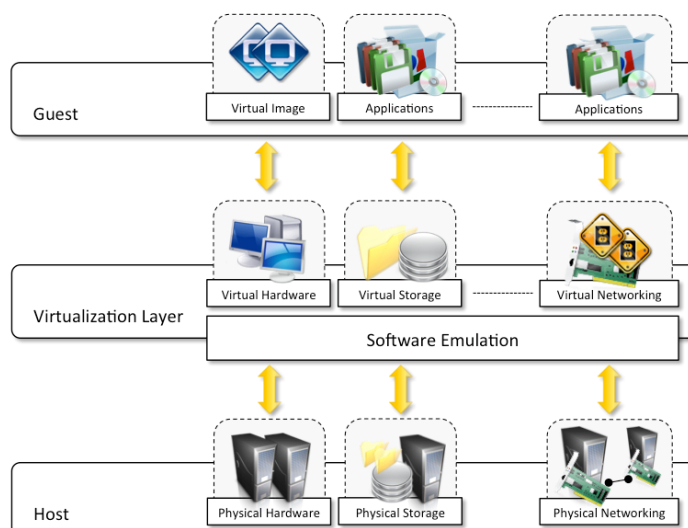 Virtual Image
Applications
Applications
Guest
Virtual Hardware
Virtual Storage
Virtual Networking
Virtualization Layer
Software Emulation
Physical Hardware
Physical Storage
Physical Networking
Host